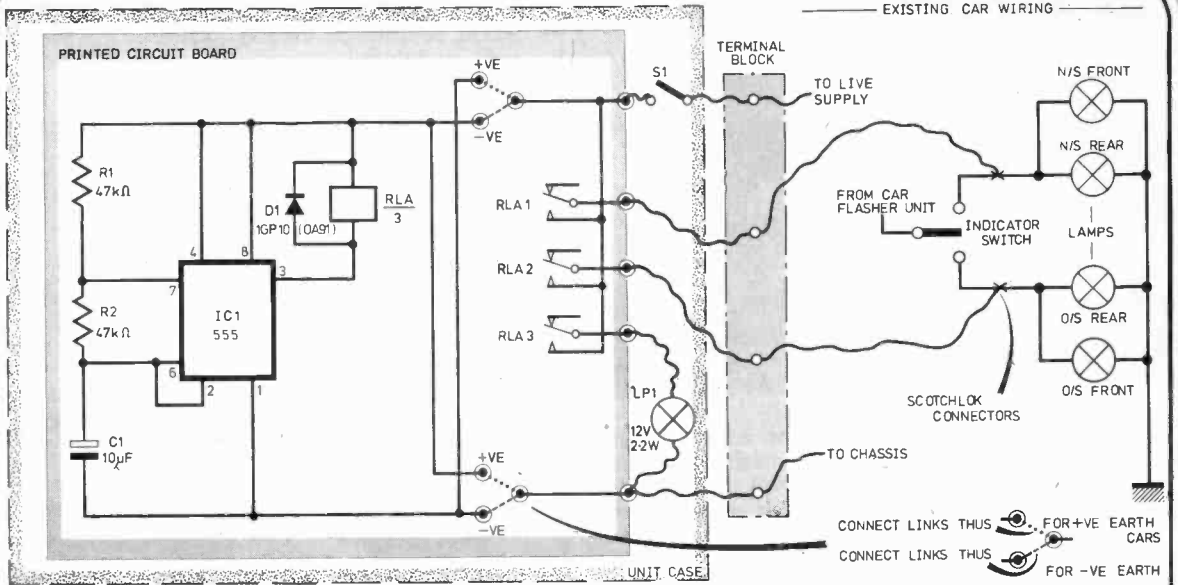 EXISTING CAR WIRING
PRINTED CIRCUIT BOARD
+VE
-VE
TERMINAL
BLOCK
S1
TO LIVE
SUPPLY
N/S FRONT
N/S REAR
R1
47kΩ
D1
1GP10 (OA91)
RLA
3
RLA 1
FROM CAR
FLASHER UNIT
INDICATOR
SWITCH
LAMPS
4
8
3
7
R2
47kΩ
IC1
555
6
2
1
RLA 2
RLA 3
O/S REAR
O/S FRONT
SCOTCHLOK
CONNECTORS
LP1
12V
2·2W
C1
10μF
+VE
-VE
TO CHASSIS
CONNECT LINKS THUS
FOR +VE EARTH
CARS
CONNECT LINKS THUS
FOR -VE EARTH
UNIT CASE